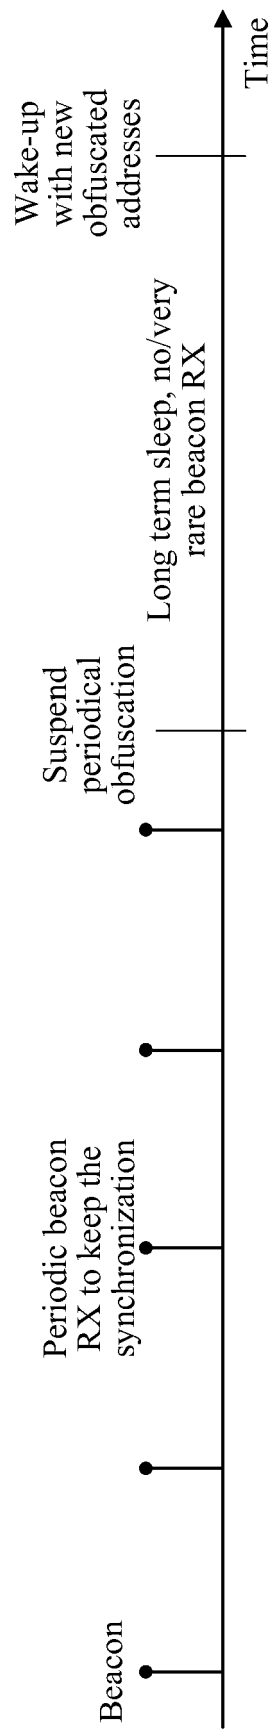 Beacon
Periodic beacon
RX to keep the
synchronization
Suspend
periodical
obfuscation
Long term sleep, no/very
rare beacon RX
Wake-up
with new
obfuscated
addresses
Time